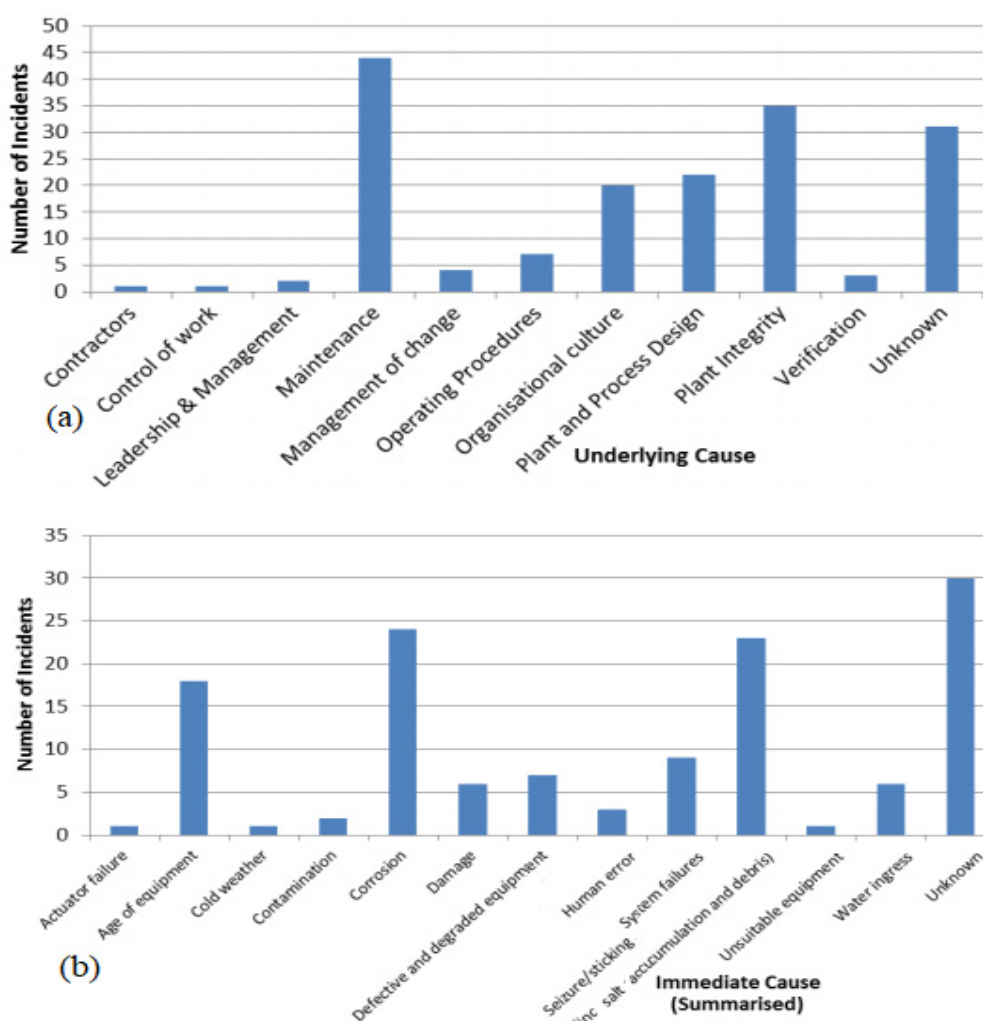 50
45
40
35
30
25
20
15
10
5
0
Number of Incidents
Contractors
Control of work
Leadership & Management
Maintenance
Management of change
Operating Procedures
Organisational culture
Plant and Process Design
Plant Integrity
Verification
Unknown
(a)
Underlying Cause
35
30
25
20
15
10
5
0
Number of Incidents
Actuator failure
Age of equipment
Cold weather
Contamination
Corrosion
Damage
Defective and degraded equipment
Human error
System failures
Seizure/sticking
salt accucumulation and debris)
Unsuitable equipment
Water ingress
Unknown
(b)
Immediate Cause
(Summarised)